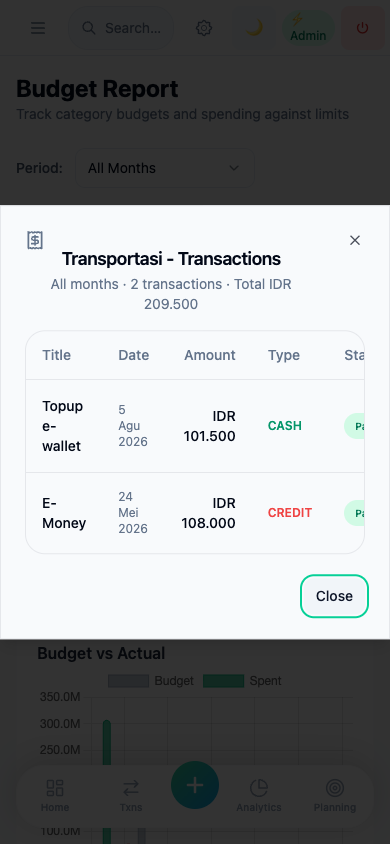 Search...
Admin
Budget Report
Track category budgets and spending against limits
Period:
All Months
Transportasi - Transactions
All months · 2 transactions · Total IDR
209.500
Title Date Amount Type Sta
Topup
e-
wallet
5
Agu
2026
IDR
101.500
CASH
Pa
E-
Money
24
Mei
2026
IDR
108.000
CREDIT
Pa
Close
Budget vs Actual
Budget Spent
350.0M
300.0M
250.0M
100.0M
Home
Txns
Analytics
Planning